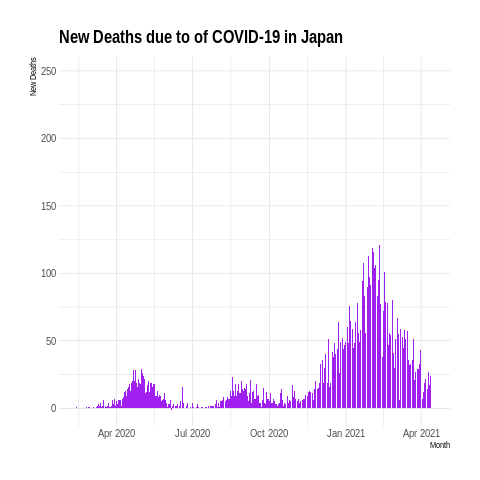 New Deaths due to of COVID-19 in Japan
New Deaths
250
200
150
100
50
0
Apr 2020 Jul 2020 Oct 2020 Jan 2021 Apr 2021
Month